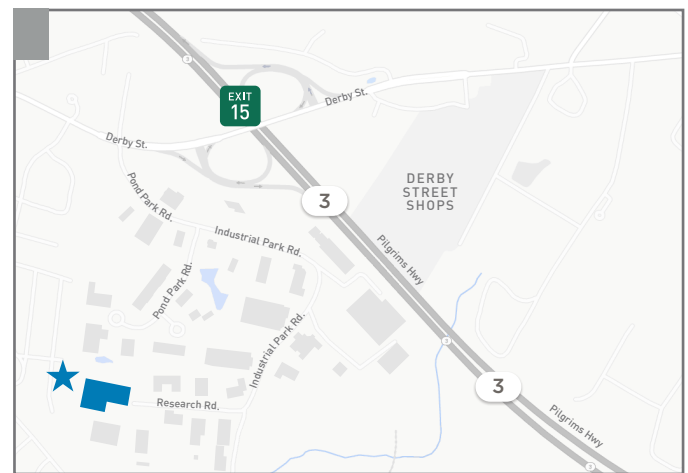 EXIT
15
Derby St.
Derby St.
3
DERBY
STREET
SHOPS
Pond Park Rd.
Industrial Park Rd.
Pilgrims Hwy
Pond Park Rd.
Industrial Park Rd.
Research Rd.
3
Pilgrims Hwy